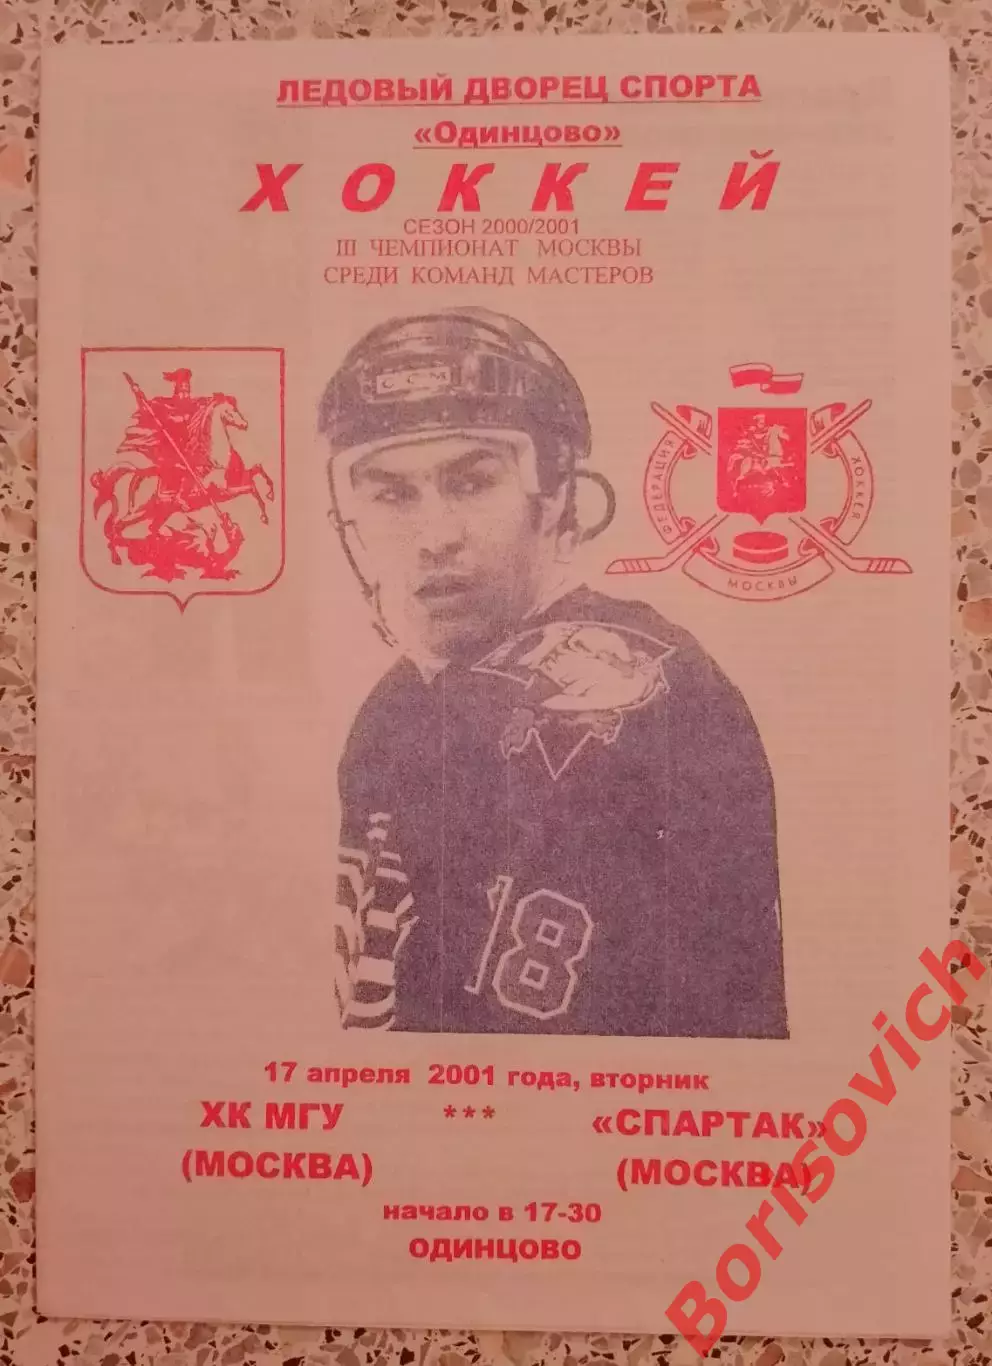 ЛЕДОВЫЙ ДВОРЕЦ СПОРТА
«Одинцово»
ХОККЕЙ
СЕЗОН 2000/2001
III ЧЕМПИОНАТ МОСКВЫ
СРЕДИ КОМАНД МАСТЕРОВ
CCM
ФЕДЕРАЦИЯ
ХОККЕЯ
МОСКВЫ
18
17 апреля 2001 года, вторник
ХК МГУ *** «СПАРТАК»
(МОСКВА) (МОСКВА)
начало в 17-30
ОДИНЦОВО
Borisovich